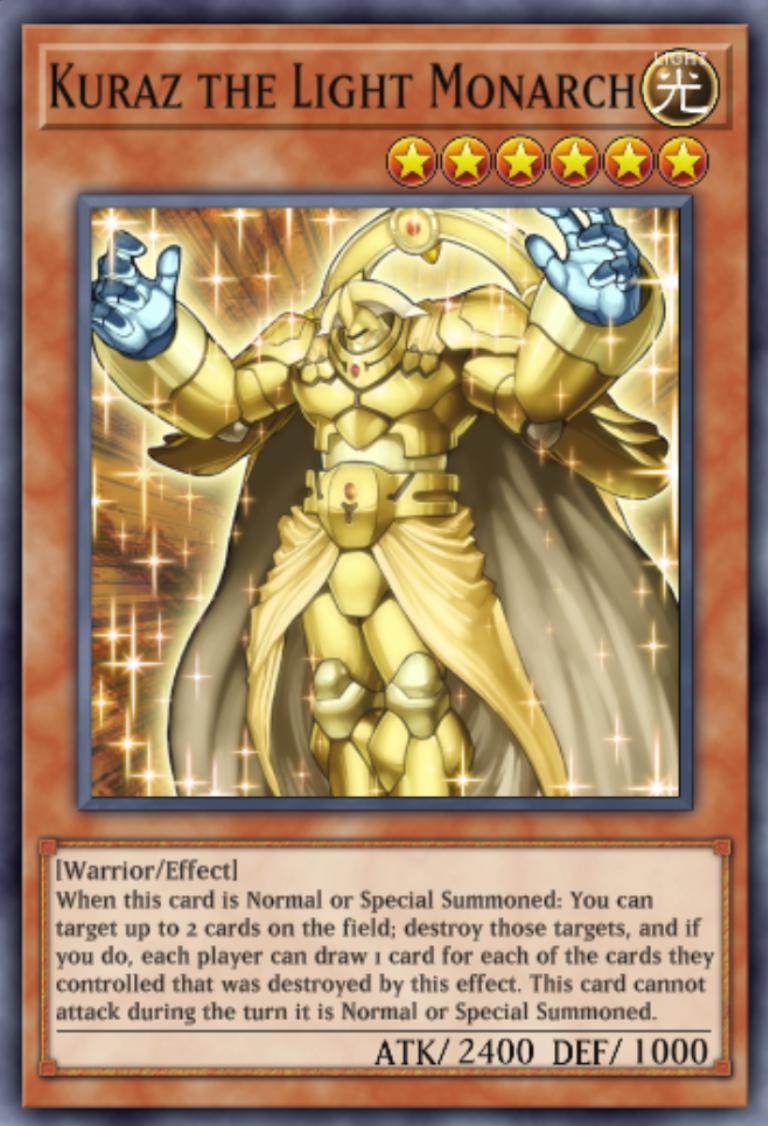 KURAZ THE LIGHT MONARCH
LIGHT
光
[Warrior/Effect]
When this card is Normal or Special Summoned: You can
target up to 2 cards on the field; destroy those targets, and if
you do, each player can draw 1 card for each of the cards they
controlled that was destroyed by this effect. This card cannot
attack during the turn it is Normal or Special Summoned.
ATK/ 2400 DEF/ 1000